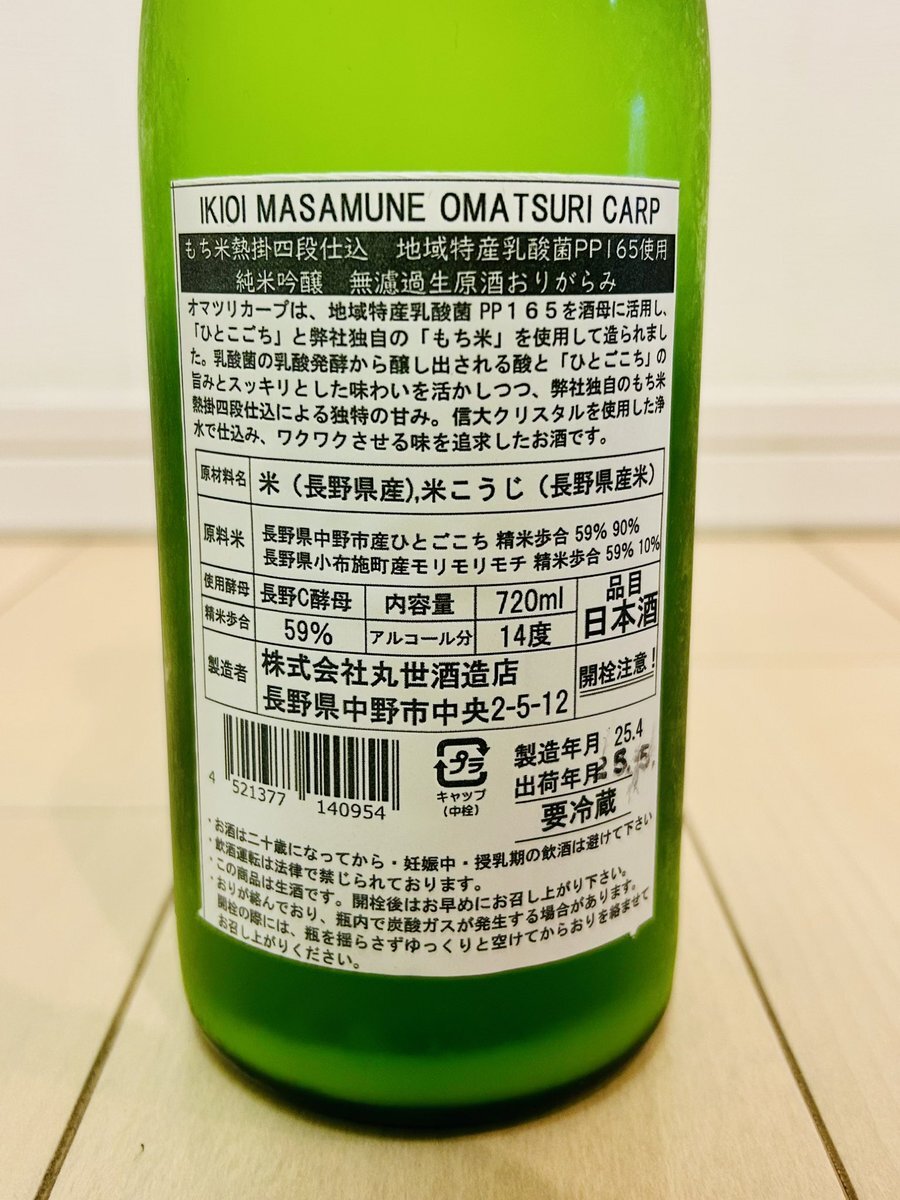 IKIOI MASAMUNE OMATSURI CARP
もち米熱掛四段仕込 地域特産乳酸菌PP165使用
純米吟醸 無濾過生原酒おりがらみ
オマツリカープは、地域特産乳酸菌 PP１６５を酒母に活用し、
「ひとこごち」と弊社独自の「もち米」を使用して造られまし
た。乳酸菌の乳酸発酵から醸し出される酸と「ひとごこち」の
旨みとスッキリとした味わいを活かしつつ、弊社独自のもち米
熱掛四段仕込による独特の甘み。信大クリスタルを使用した浄
水で仕込み、ワクワクさせる味を追求したお酒です。
原材料名 米（長野県産),米こうじ（長野県産米）
原料米 長野県中野市産ひとごこち 精米歩合 59% 90%
長野県小布施町産モリモリモチ 精米歩合 59% 10%
使用酵母 長野C酵母 内容量 720ml 品目
精米歩合 59% アルコール分 14度 日本酒
製造者 株式会社丸世酒造店 開栓注意！
長野県中野市中央2-5-12
製造年月 25.4
出荷年月 25.5.
要冷蔵
プラ
キャップ
(中栓)
4 521377 140954
・お酒は二十歳になってから・妊娠中・授乳期の飲酒は避けて下さい
・飲酒運転は法律で禁じられております。
・この商品は生酒です。開栓後はお早めにお召し上がり下さい。
・おりが絡んでおり、瓶内で炭酸ガスが発生する場合があります。
開栓の際には、瓶を揺らさずゆっくりと空けてからおりを絡ませて
お召し上がりください。